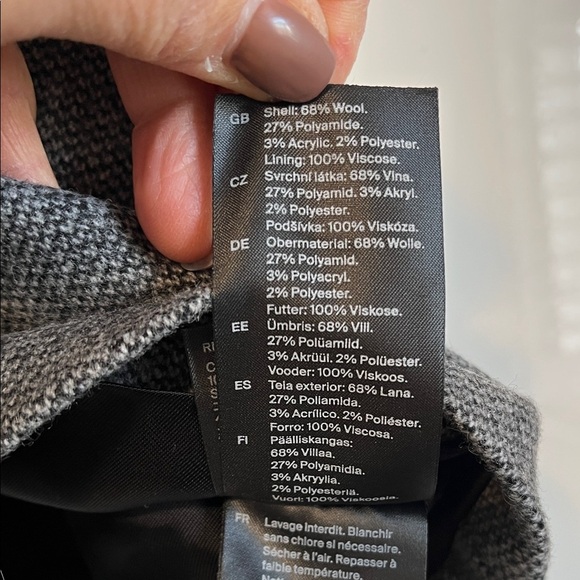 GB Shell: 68% Wool.
27% Polyamide.
3% Acrylic. 2% Polyester.
Lining: 100% Viscose.
CZ Svrchní látka: 68% Vlna.
27% Polyamid. 3% Akryl.
2% Polyester.
Podšívka: 100% Viskóza.
DE Obermaterial: 68% Wolle.
27% Polyamid.
3% Polyacryl.
2% Polyester.
Futter: 100% Viskose.
EE Ümbris: 68% Vill.
27% Polüamiid.
3% Akrüül. 2% Polüester.
Vooder: 100% Viskoos.
ES Tela exterior: 68% Lana.
27% Poliamida.
3% Acrílico. 2% Poliéster.
Forro: 100% Viscosa.
FI Päälliskangas:
68% Villaa.
27% Polyamidia.
3% Akryylia.
2% Polyesteriä.
Vuori: 100% Viskoosia.
FR Lavage interdit. Blanchir
sans chlore si nécessaire.
Sécher à l'air. Repasser à
faible température.